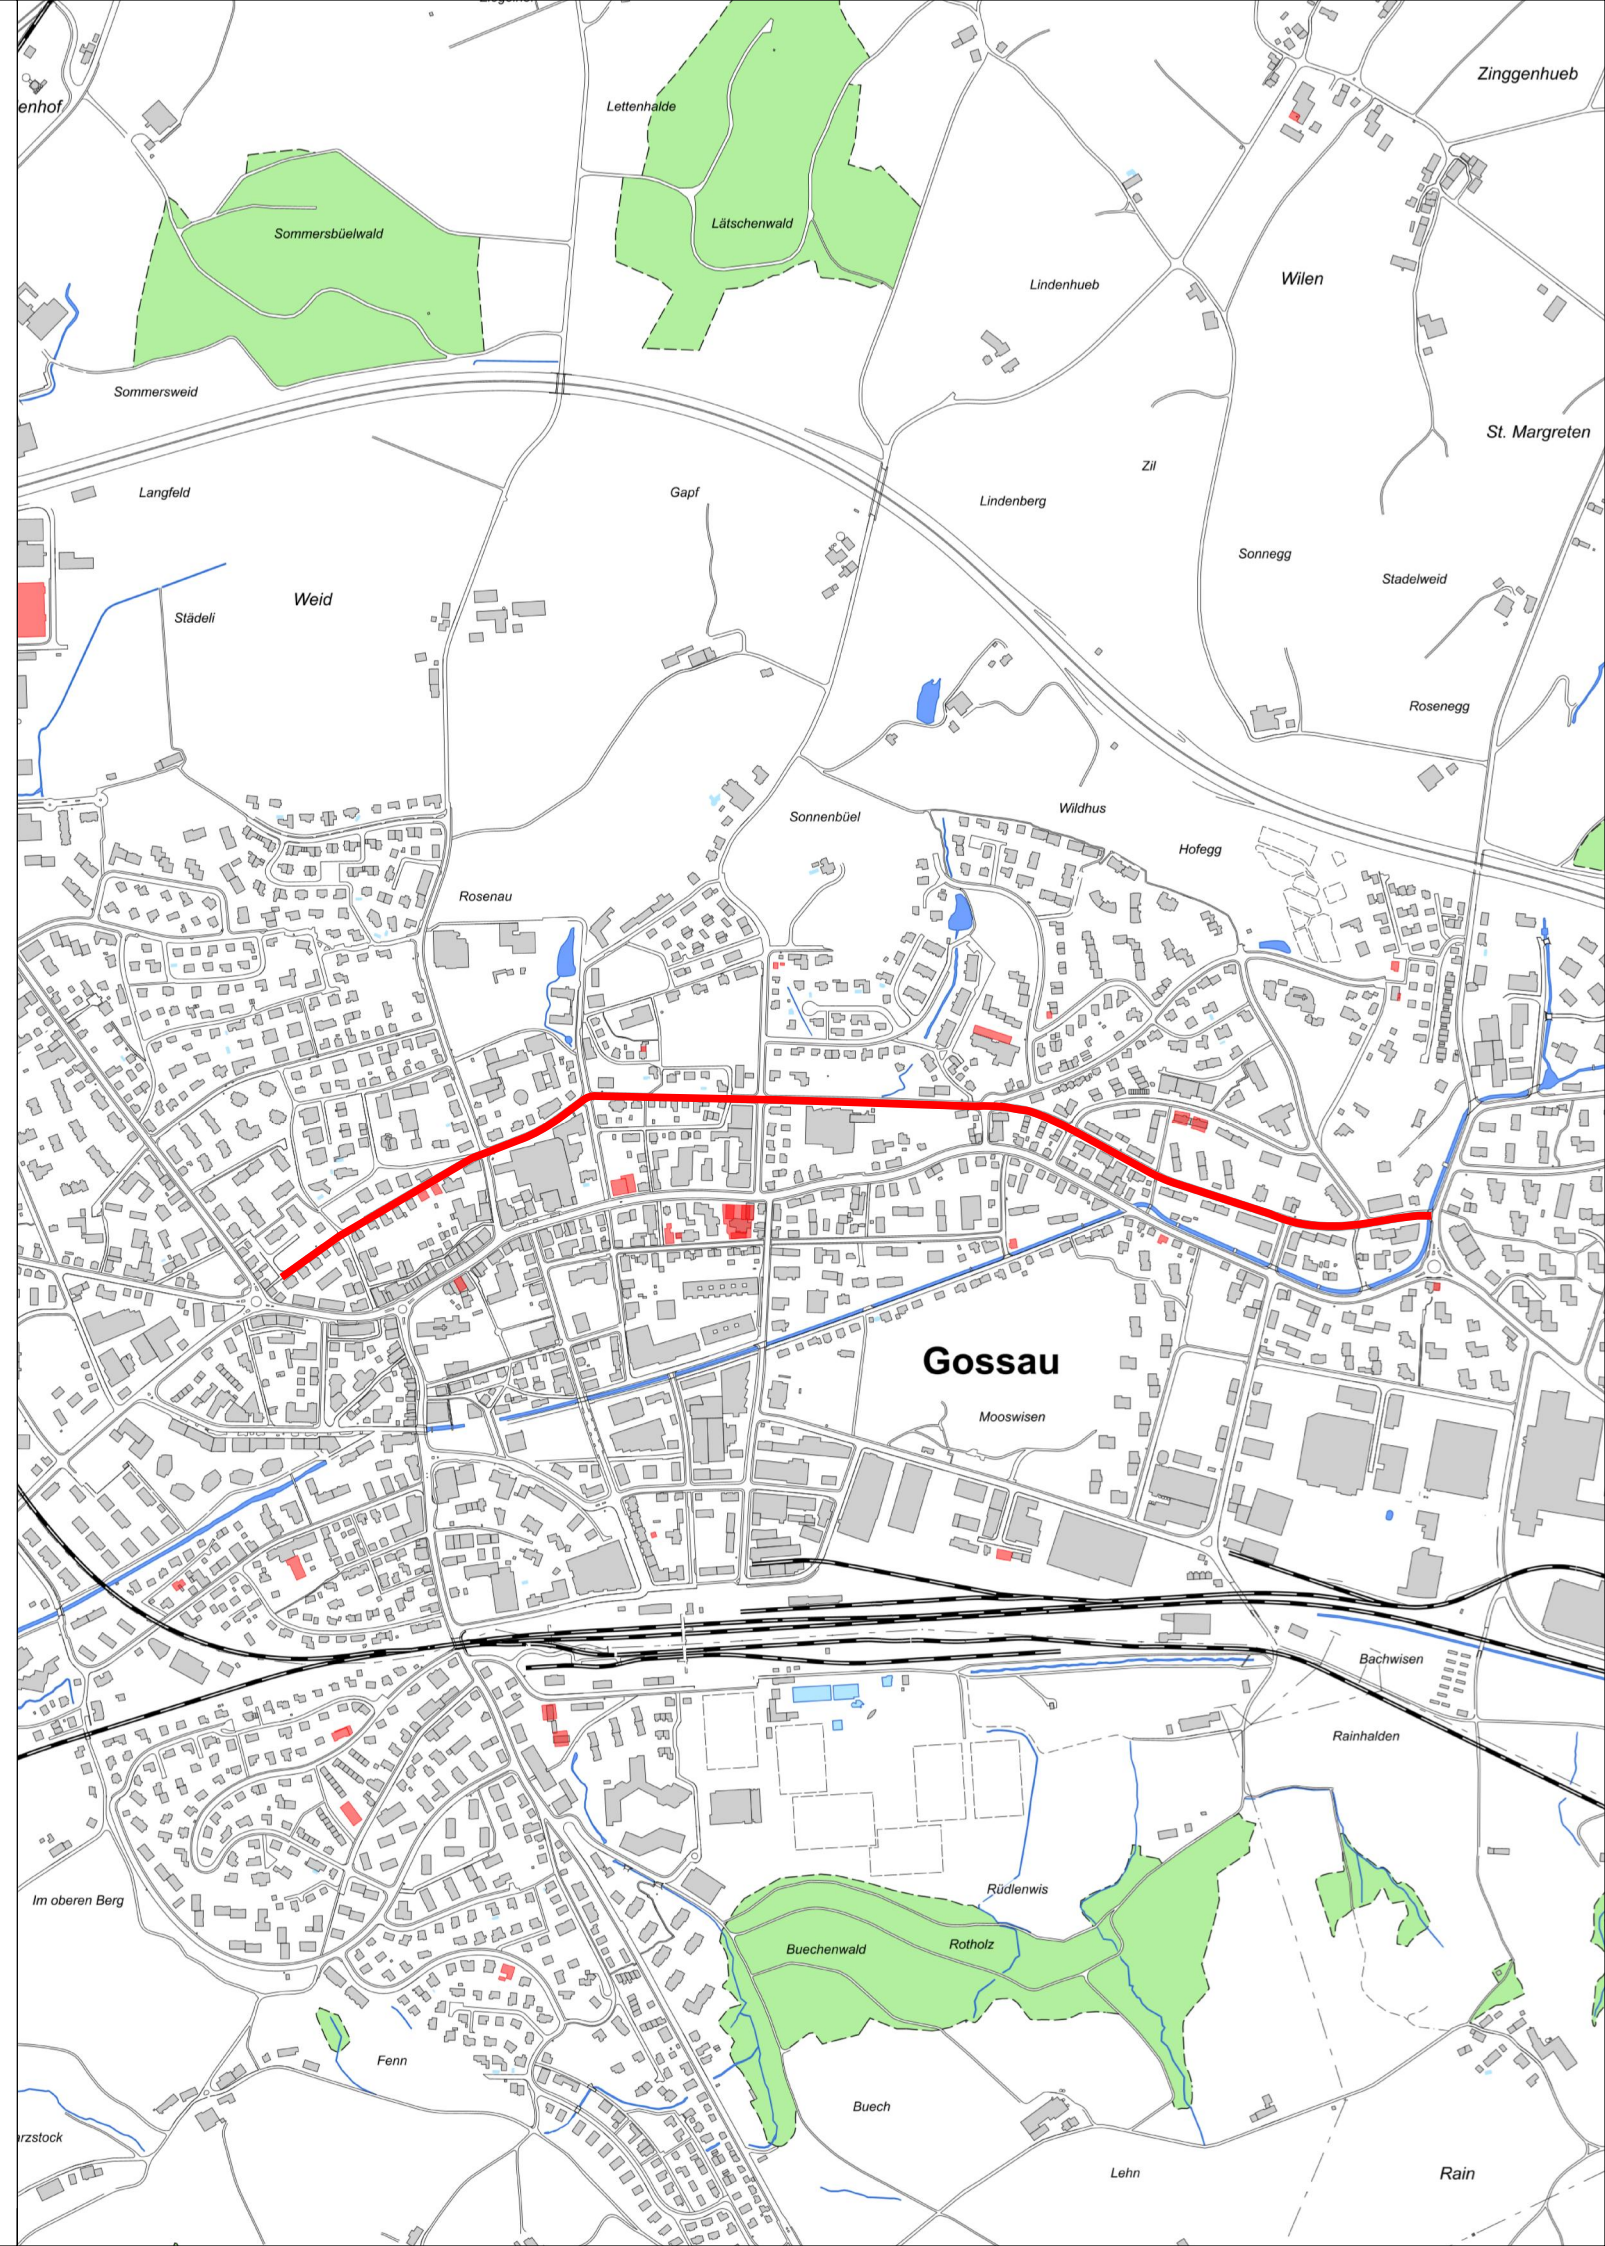 Zinggenhueb
enhof
Lettenhalde
Lätschenwald
Sommersbüelwald
Wilen
Lindenhueb
Sommersweid
St. Margreten
Zil
Langfeld
Gapf
Lindenberg
Sonnegg
Stadelweid
Weid
Städeli
Rosenegg
Wildhus
Sonnenbüel
Hofegg
Rosenau
Gossau
Mooswisen
Bachwisen
Rainhalden
Rüdlenwis
Im oberen Berg
Rotholz
Buechenwald
Fenn
Buech
rzstock
Lehn
Rain